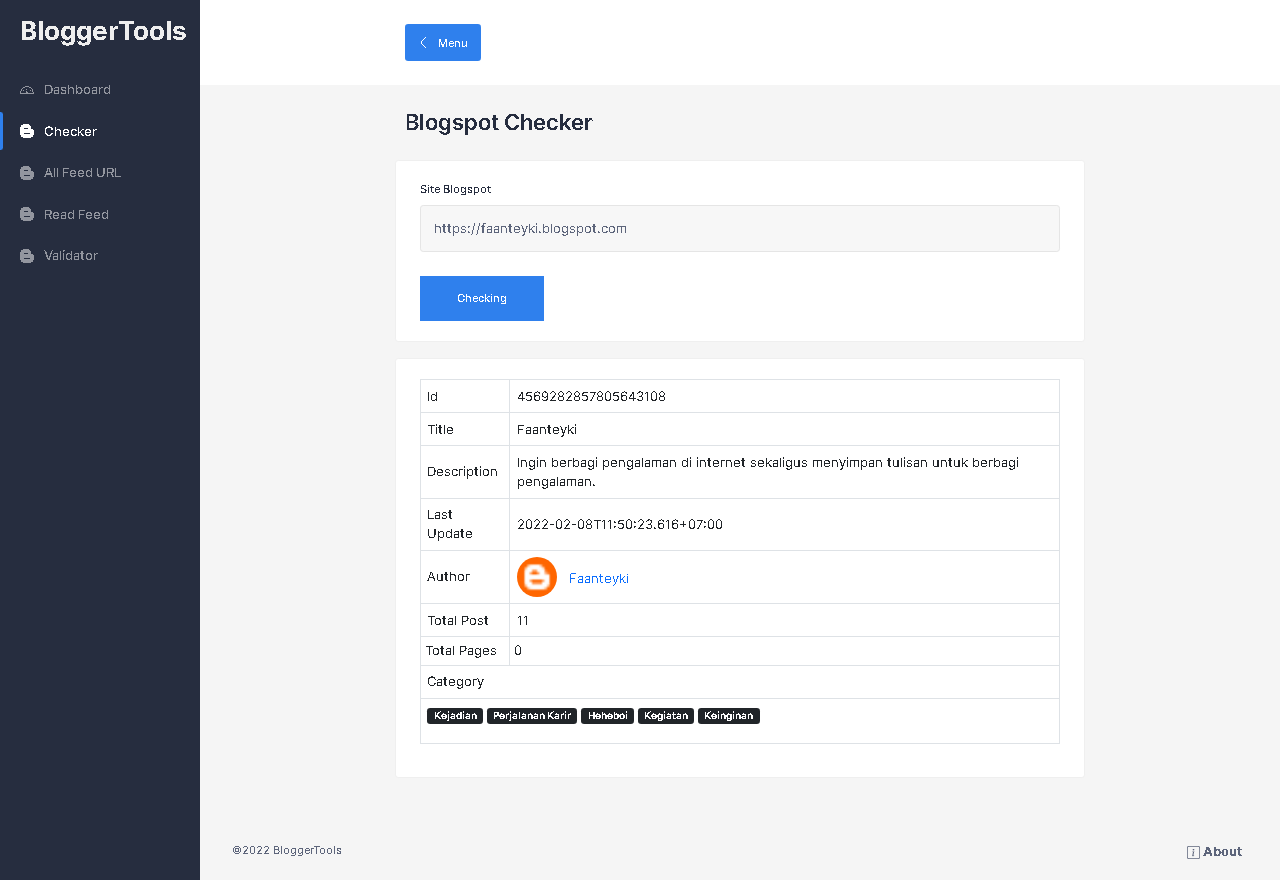 BloggerTools
Dashboard
Checker
All Feed URL
Read Feed
Validator
Menu
Blogspot Checker
Site Blogspot
https://faanteyki.blogspot.com
Checking
Id 4569282857805643108
Title Faanteyki
Description Ingin berbagi pengalaman di internet sekaligus menyimpan tulisan untuk berbagi
pengalaman.
Last
Update 2022-02-08T11:50:23.616+07:00
Author Faanteyki
Total Post 11
Total Pages 0
Category
Kejadian Perjalanan Karir Heheboi Kegiatan Keinginan
©2022 BloggerTools
About